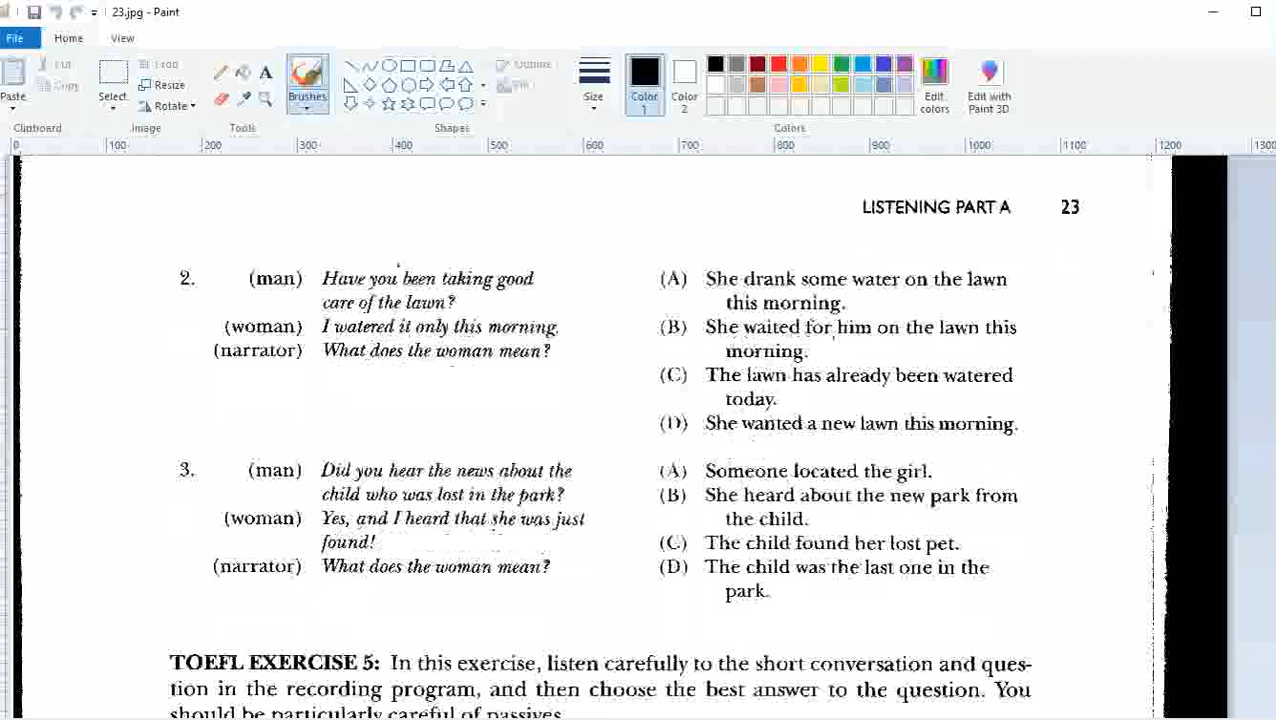 23.jpg - Paint
File Home View
Cut
Copy
Paste
Clipboard
Select
Resize
Rotate
Image
Tools
Brushes
Shapes
Outline
Fill
Size
Color 1
Color 2
Colors
Edit colors
Edit with Paint 3D
0 100 200 300 400 500 600 700 800 900 1000 1100 1200 1300
LISTENING PART A 23
2. (man) Have you been taking good
care of the lawn?
(woman) I watered it only this morning.
(narrator) What does the woman mean?
(A) She drank some water on the lawn
this morning.
(B) She waited for him on the lawn this
morning.
(C) The lawn has already been watered
today.
(D) She wanted a new lawn this morning.
3. (man) Did you hear the news about the
child who was lost in the park?
(woman) Yes, and I heard that she was just
found!
(narrator) What does the woman mean?
(A) Someone located the girl.
(B) She heard about the new park from
the child.
(C) The child found her lost pet.
(D) The child was the last one in the
park.
TOEFL EXERCISE 5: In this exercise, listen carefully to the short conversation and ques-
tion in the recording program, and then choose the best answer to the question. You
should be particularly careful of passives.